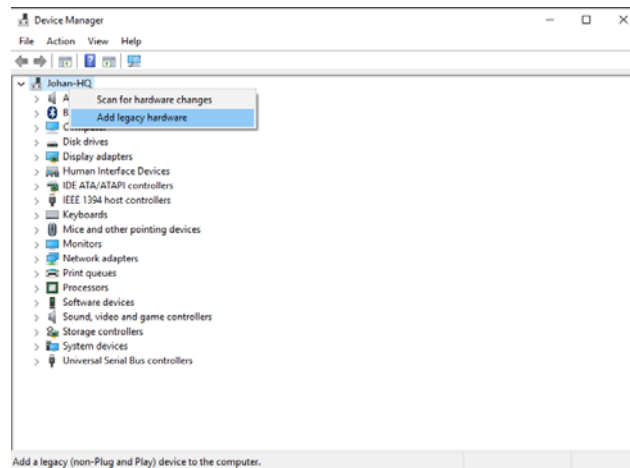 Device Manager
File Action View Help
Johan-HQ
A
Scan for hardware changes
B
Add legacy hardware
Computer
Disk drives
Display adapters
Human Interface Devices
IDE ATA/ATAPI controllers
IEEE 1394 host controllers
Keyboards
Mice and other pointing devices
Monitors
Network adapters
Print queues
Processors
Software devices
Sound, video and game controllers
Storage controllers
System devices
Universal Serial Bus controllers
Add a legacy (non-Plug and Play) device to the computer.